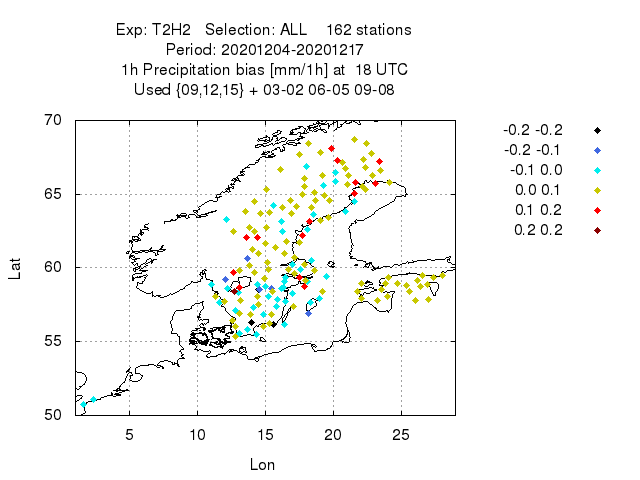 Exp: T2H2 Selection: ALL 162 stations
Period: 20201204-20201217
1h Precipitation bias [mm/1h] at 18 UTC
Used {09,12,15} + 03-02 06-05 09-08
70
65
60
55
50
Lat
5 10 15 20 25
Lon
-0.2 -0.2
-0.2 -0.1
-0.1 0.0
0.0 0.1
0.1 0.2
0.2 0.2